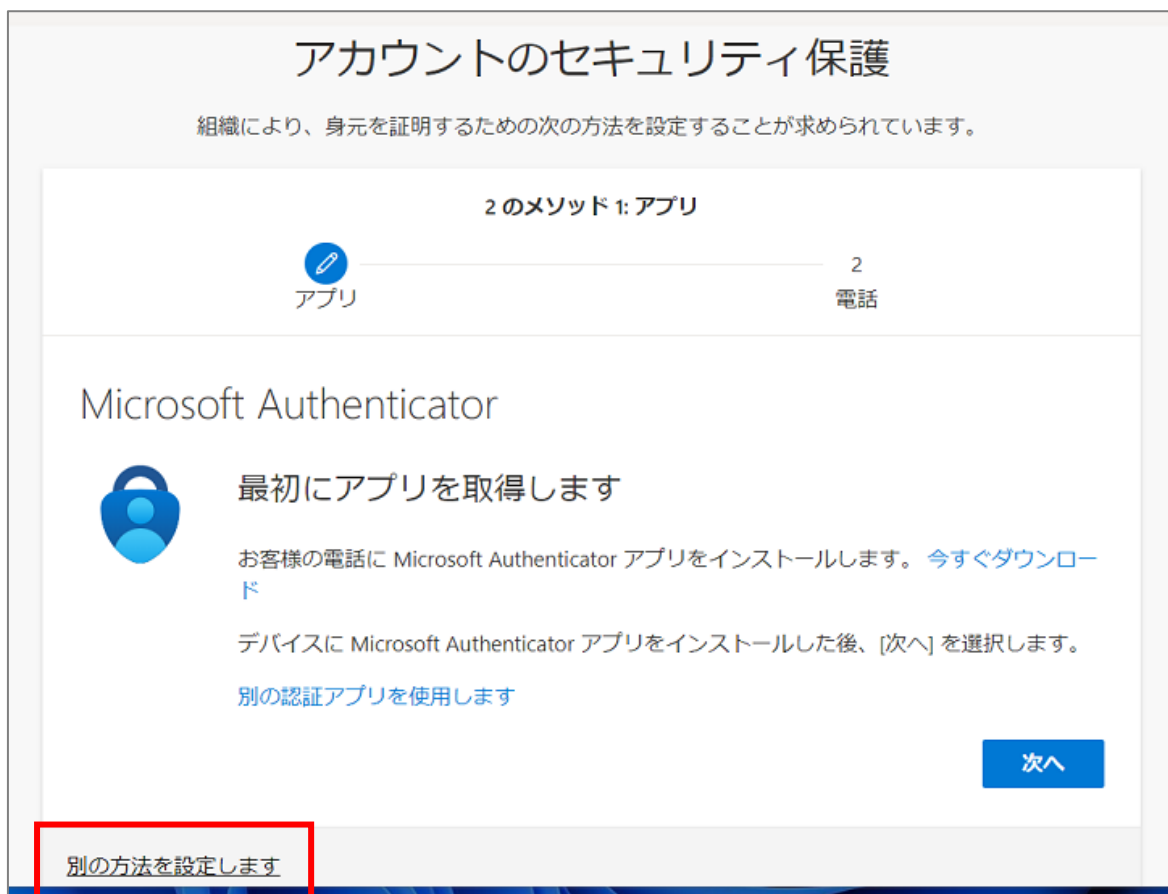 アカウントのセキュリティ保護
組織により、身元を証明するための次の方法を設定することが求められています。
2 のメソッド 1: アプリ
アプリ
2
電話
Microsoft Authenticator
最初にアプリを取得します
お客様の電話に Microsoft Authenticator アプリをインストールします。 今すぐダウンロー
ド
デバイスに Microsoft Authenticator アプリをインストールした後、[次へ] を選択します。
別の認証アプリを使用します
次へ
別の方法を設定します